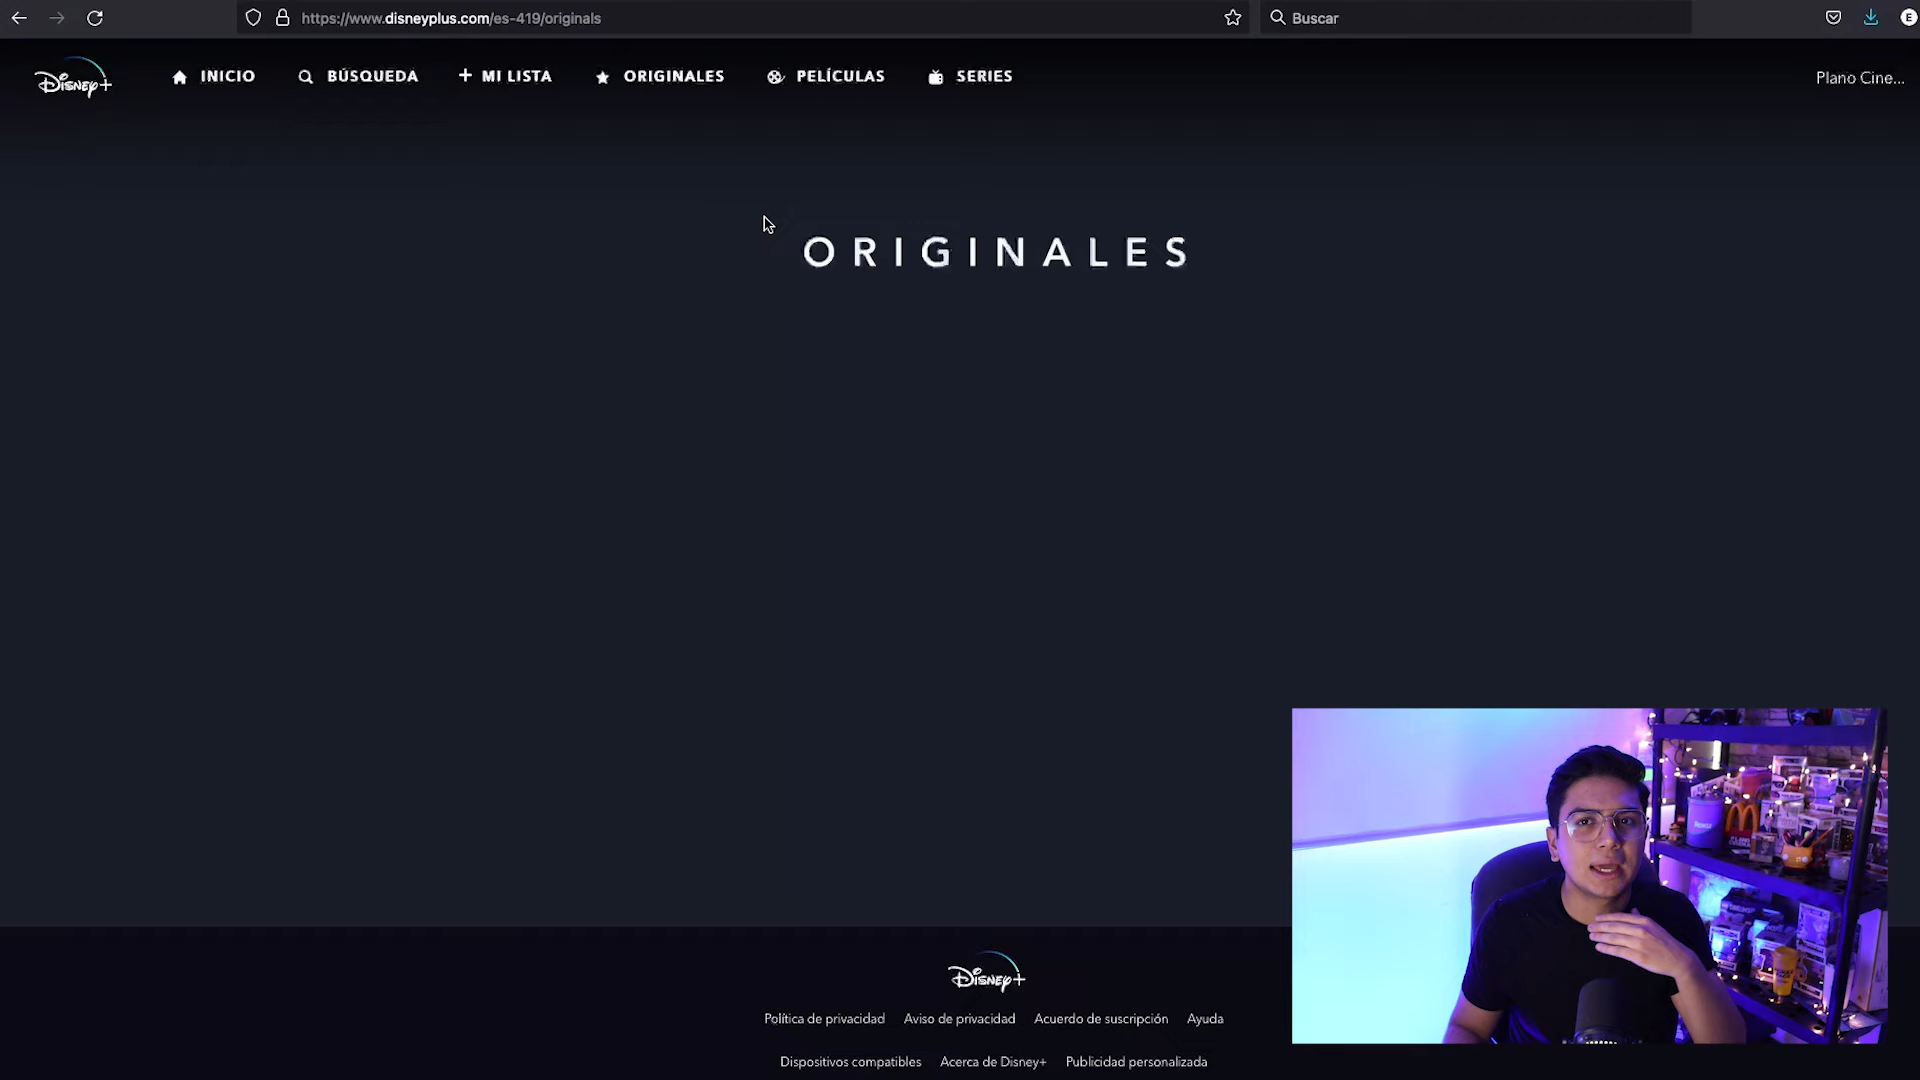 https://www.disneyplus.com/es-419/originals
Buscar
E
Disney+
INICIO
BÚSQUEDA
MI LISTA
ORIGINALES
PELÍCULAS
SERIES
Plano Cine...
ORIGINALES
Disney+
Política de privacidad Aviso de privacidad Acuerdo de suscripción Ayuda
Dispositivos compatibles Acerca de Disney+ Publicidad personalizada